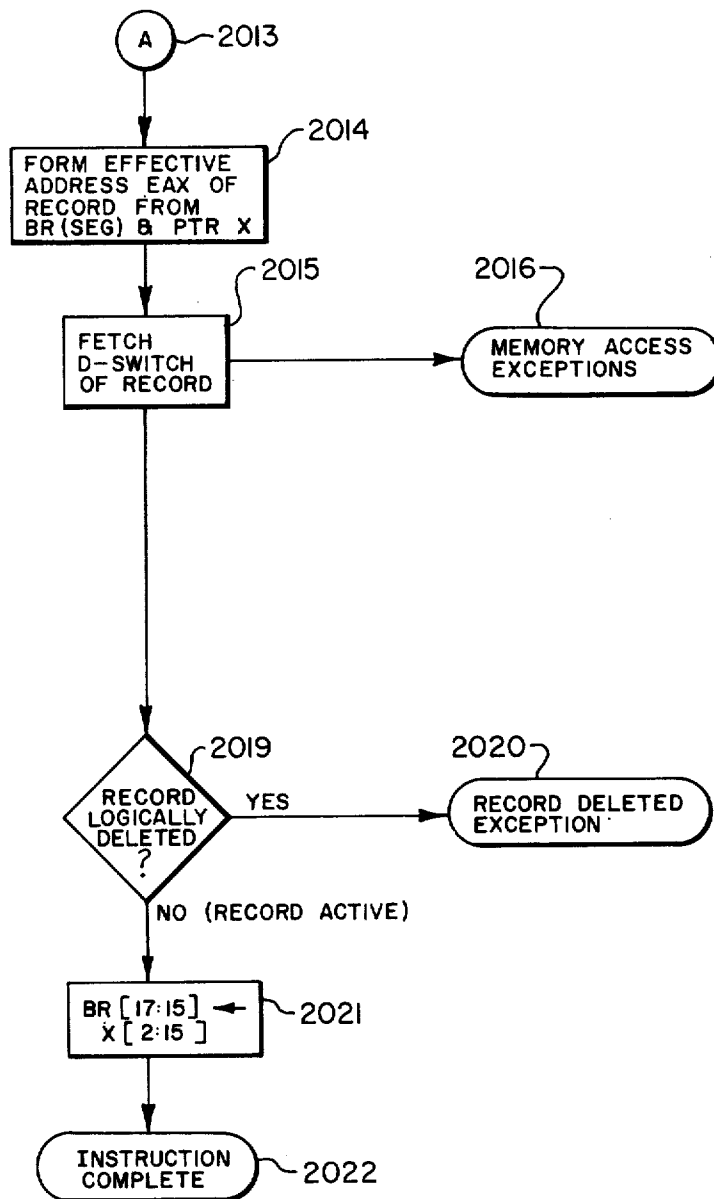 A
2013
2014
FORM EFFECTIVE
ADDRESS EAX OF
RECORD FROM
BR (SEG) & PTR X
2015
FETCH
D-SWITCH
OF RECORD
2016
MEMORY ACCESS
EXCEPTIONS
2019
RECORD
LOGICALLY
DELETED
?
YES
2020
RECORD DELETED
EXCEPTION
NO (RECORD ACTIVE)
BR [17:15] ←
X [2:15]
2021
INSTRUCTION
COMPLETE
2022